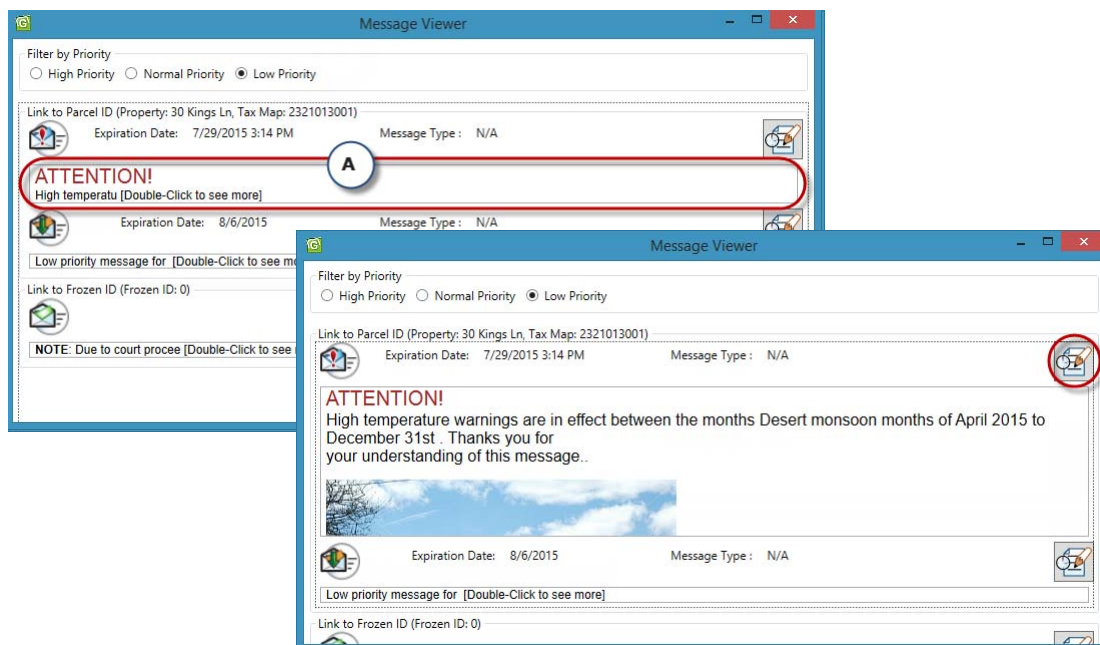 Message Viewer
Filter by Priority
High Priority Normal Priority Low Priority
Link to Parcel ID (Property: 30 Kings Ln, Tax Map: 2321013001)
Expiration Date: 7/29/2015 3:14 PM Message Type : N/A
A
ATTENTION!
High temperatu [Double-Click to see more]
Expiration Date: 8/6/2015 Message Type : N/A
Low priority message for [Double-Click to see
Link to Frozen ID (Frozen ID: 0)
NOTE: Due to court procee [Double-Click to see
Message Viewer
Filter by Priority
High Priority Normal Priority Low Priority
Link to Parcel ID (Property: 30 Kings Ln, Tax Map: 2321013001)
Expiration Date: 7/29/2015 3:14 PM Message Type : N/A
ATTENTION!
High temperature warnings are in effect between the months Desert monsoon months of April 2015 to
December 31st . Thanks you for
your understanding of this message..
Expiration Date: 8/6/2015 Message Type : N/A
Low priority message for [Double-Click to see more]
Link to Frozen ID (Frozen ID: 0)